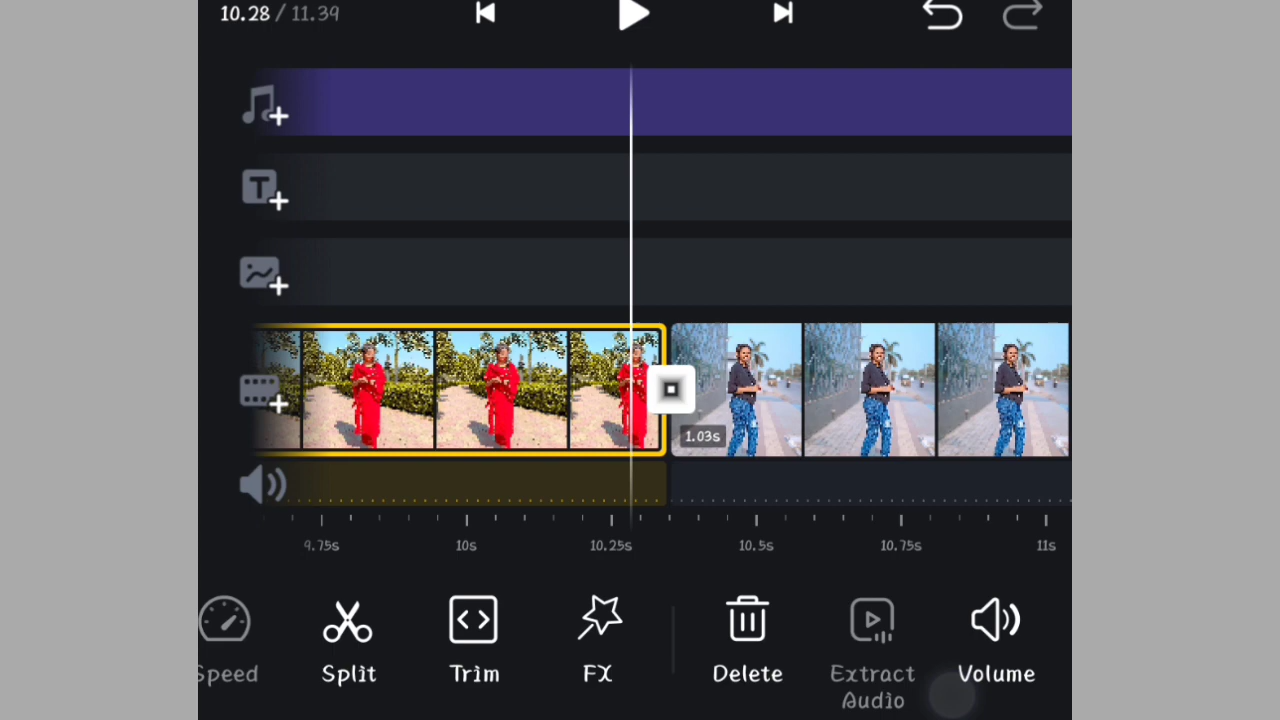 10.28 / 11.39
T
1.03s
9.75s 10s 10.25s 10.5s 10.75s 11s
Speed Split Trim FX Delete Extract Audio Volume